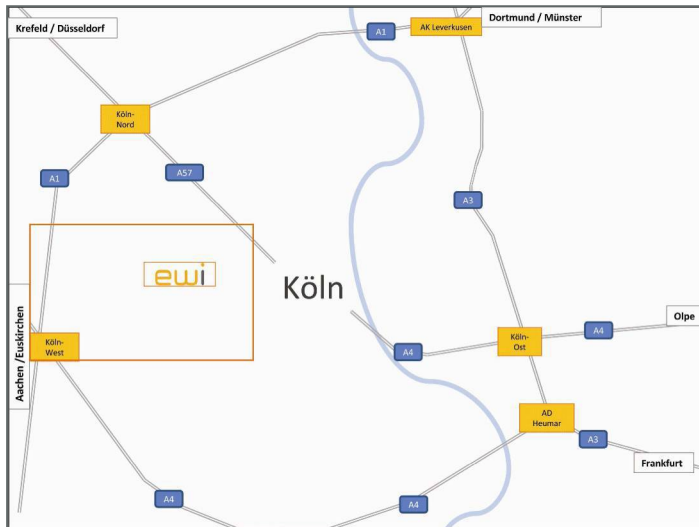 Krefeld / Düsseldorf
Dortmund / Münster
AK Leverkusen
A1
Köln-
Nord
A57
A1
A3
ewi
Köln
Olpe
A4
Köln-
Ost
A4
Köln-
West
Aachen /Euskirchen
AD
Heumar
A3
Frankfurt
A4
A4